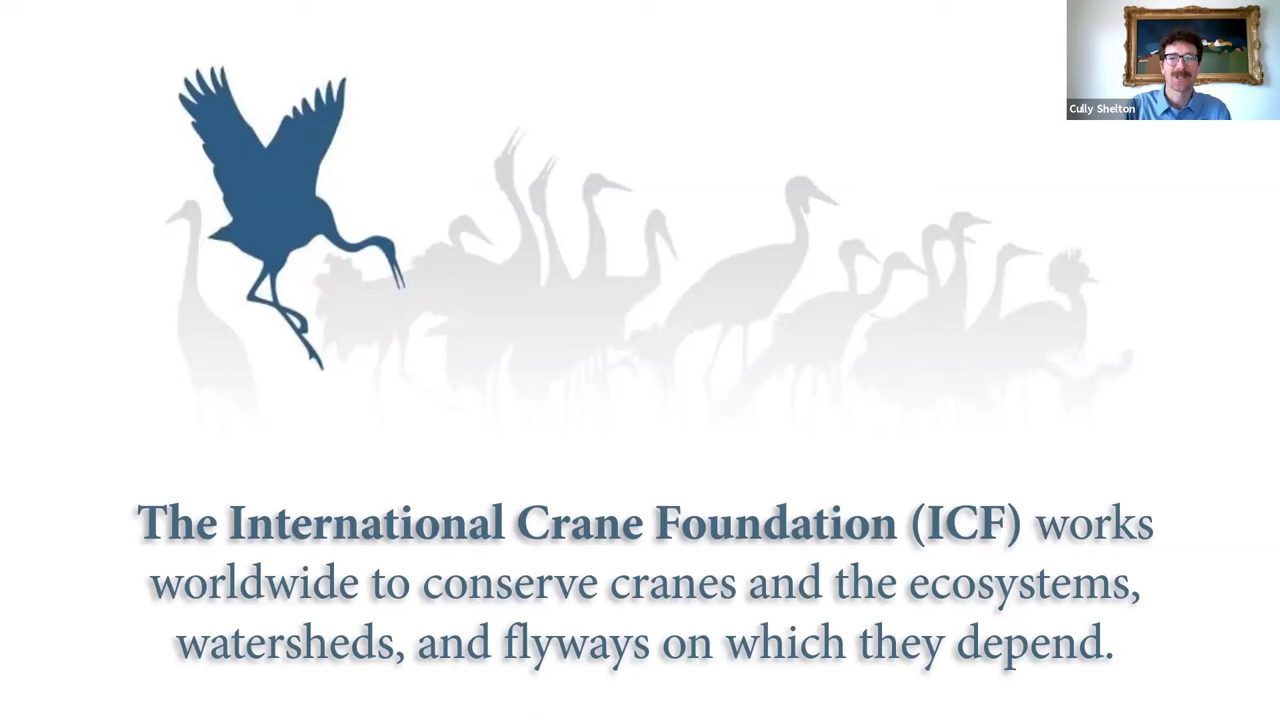 Cully Shelton
The International Crane Foundation (ICF) works
worldwide to conserve cranes and the ecosystems,
watersheds, and flyways on which they depend.